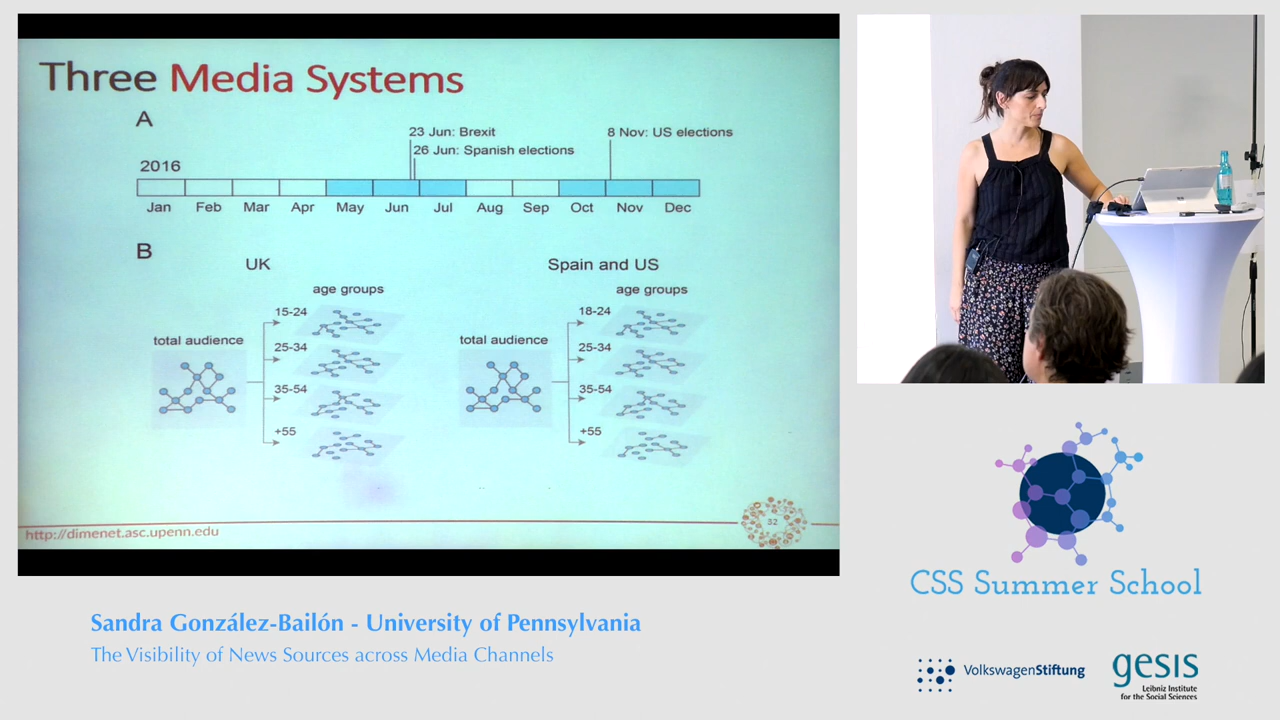 Three Media Systems
A
23 Jun: Brexit
26 Jun: Spanish elections
8 Nov: US elections
2016
Jan Feb Mar Apr May Jun Jul Aug Sep Oct Nov Dec
B
UK
Spain and US
age groups
age groups
total audience
15-24
25-34
35-54
+55
total audience
18-24
25-34
35-54
+55
http://dimenet.asc.upenn.edu
32
Sandra González-Bailón - University of Pennsylvania
The Visibility of News Sources across Media Channels
CSS Summer School
VolkswagenStiftung
gesis
Leibniz Institute
for the Social Sciences